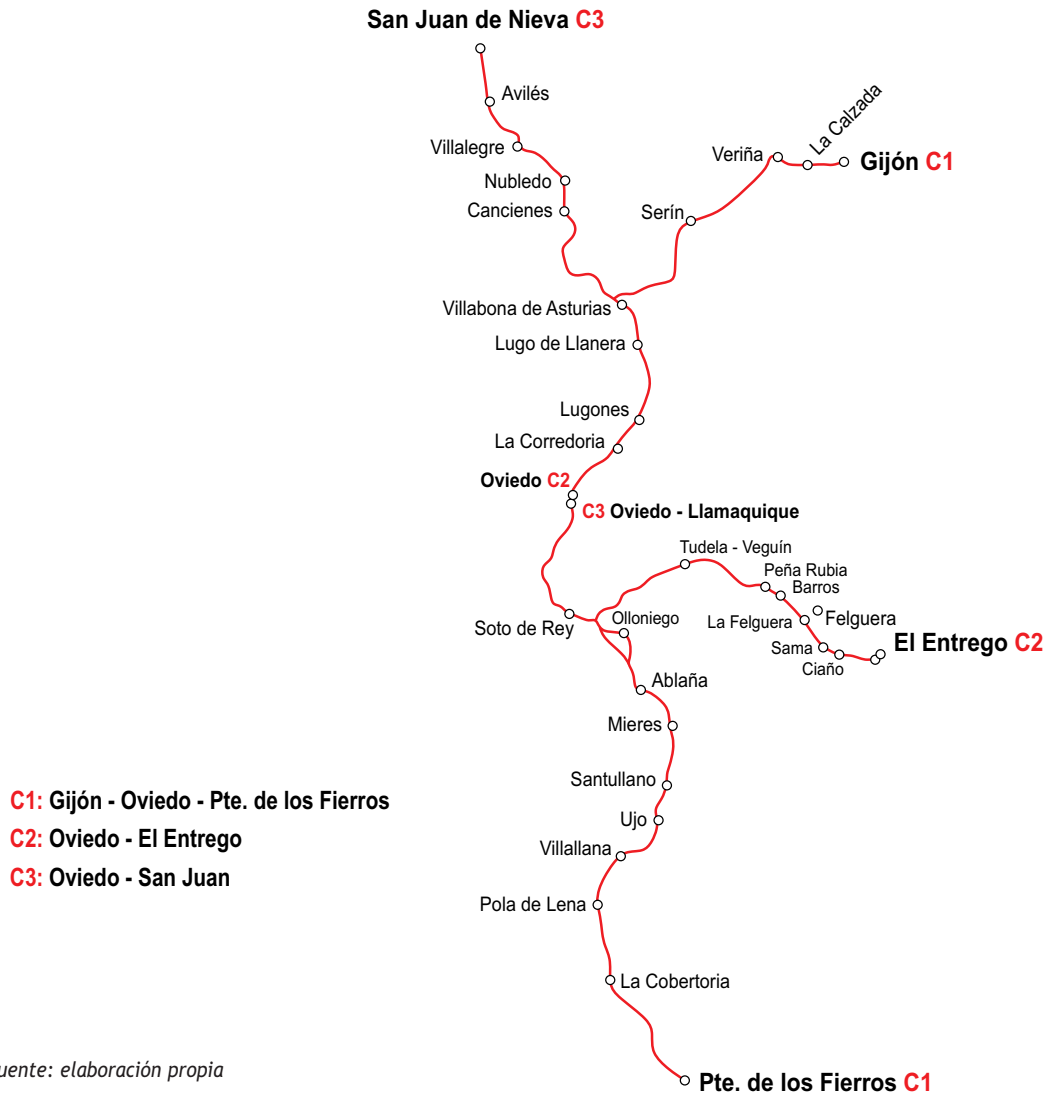 San Juan de Nieva C3
Avilés
Villalegre
Nubledo
Cancienes
La Calzada
Veriña
Gijón C1
Serín
Villabona de Asturias
Lugo de Llanera
Lugones
La Corredoria
Oviedo C2
C3 Oviedo - Llamaquique
Tudela - Veguín
Peña Rubia
Barros
Olloniego
La Felguera
Felguera
Soto de Rey
Sama
El Entrego C2
Ciaño
Ablaña
Mieres
Santullano
Ujo
Villallana
Pola de Lena
La Cobertoria
Pte. de los Fierros C1
C1: Gijón - Oviedo - Pte. de los Fierros
C2: Oviedo - El Entrego
C3: Oviedo - San Juan
uente: elaboración propia